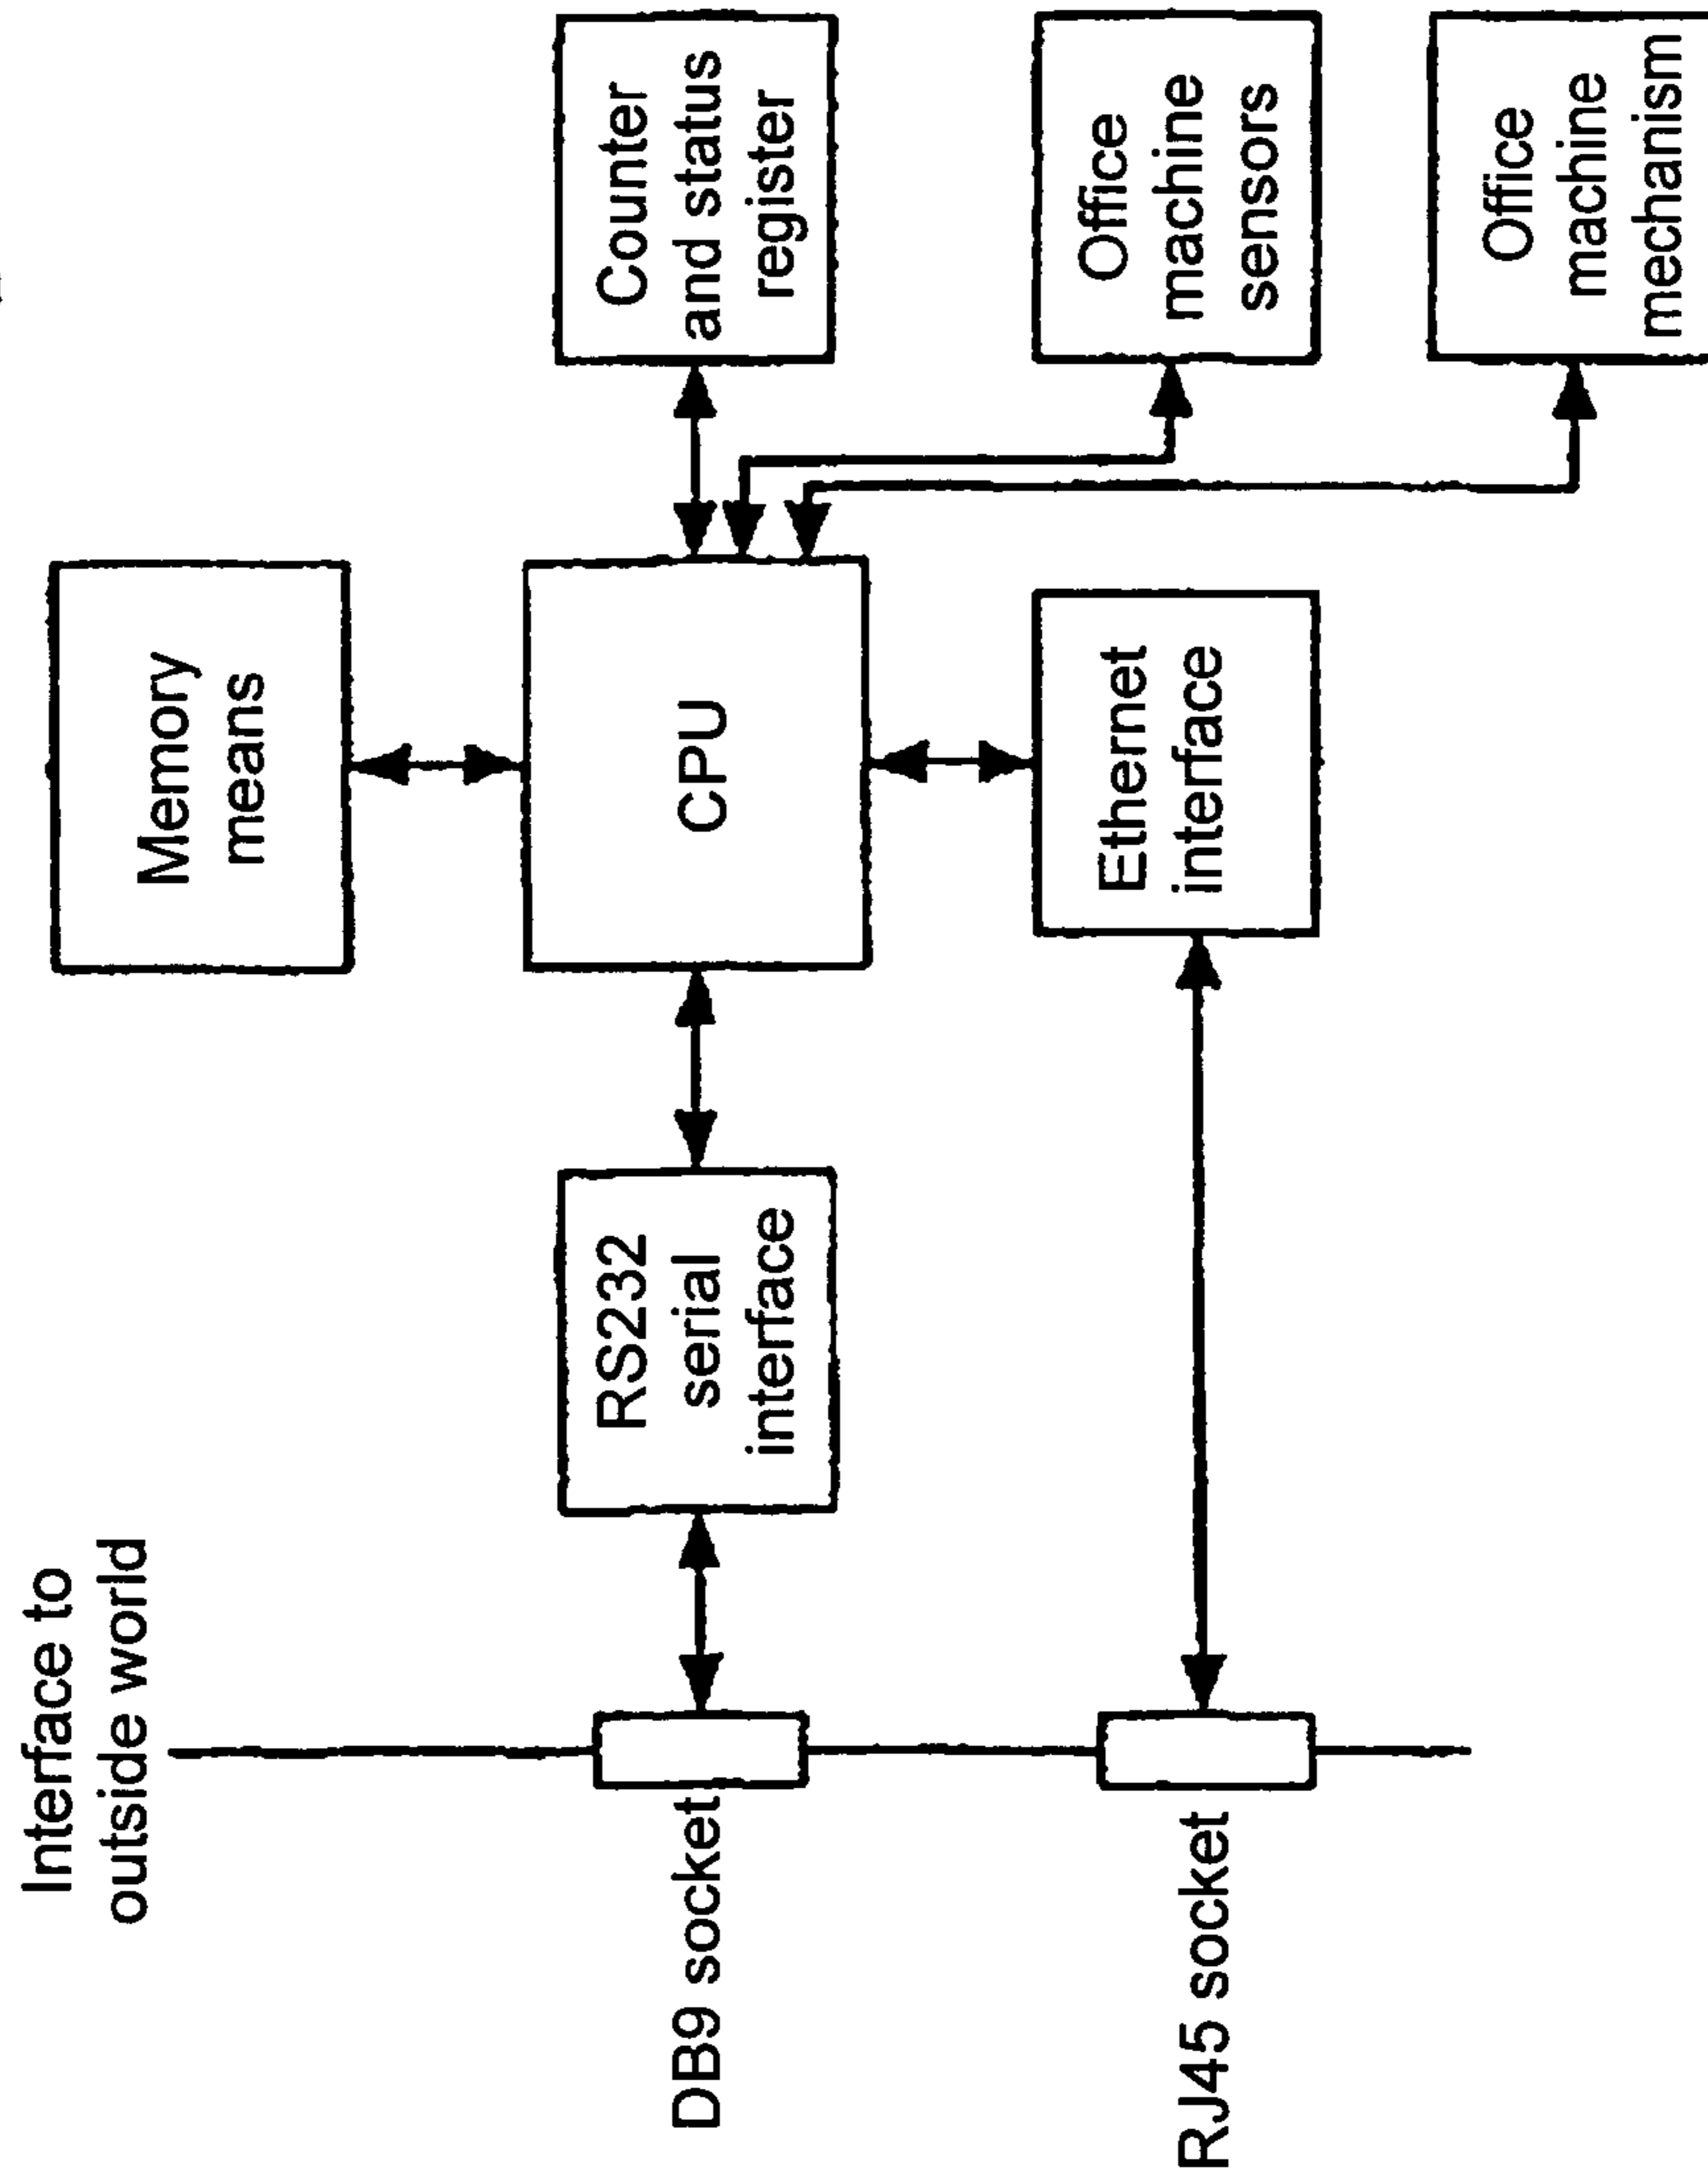 Interface to
outside world
Memory
means
DB9 socket
RS232
serial
interface
CPU
Counter
and status
register
RJ45 socket
Ethernet
interface
Office
machine
sensors
Office
machine
mechanism